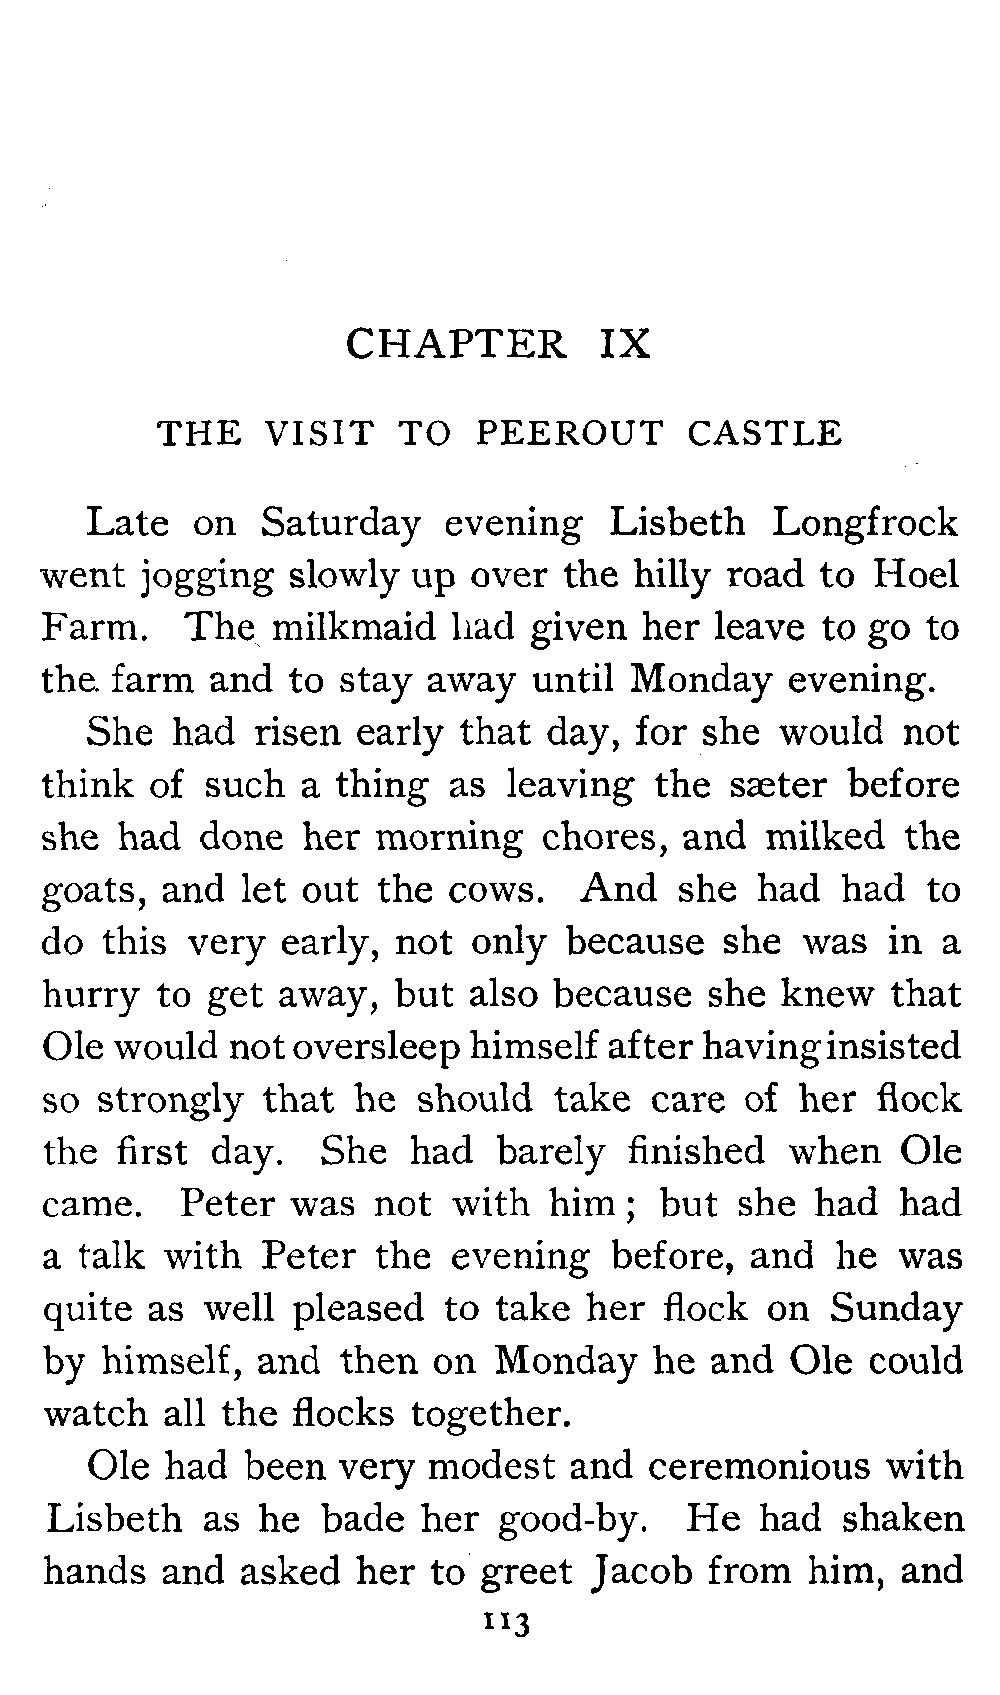 CHAPTER IX
THE VISIT TO PEEROUT CASTLE
Late on Saturday evening Lisbeth Longfrock
went jogging slowly up over the hilly road to Hoel
Farm. The milkmaid had given her leave to go to
the farm and to stay away until Monday evening.
She had risen early that day, for she would not
think of such a thing as leaving the sæter before
she had done her morning chores, and milked the
goats, and let out the cows. And she had had to
do this very early, not only because she was in a
hurry to get away, but also because she knew that
Ole would not oversleep himself after having insisted
so strongly that he should take care of her flock
the first day. She had barely finished when Ole
came. Peter was not with him; but she had had
a talk with Peter the evening before, and he was
quite as well pleased to take her flock on Sunday
by himself, and then on Monday he and Ole could
watch all the flocks together.
Ole had been very modest and ceremonious with
Lisbeth as he bade her good-by. He had shaken
hands and asked her to greet Jacob from him, and
113